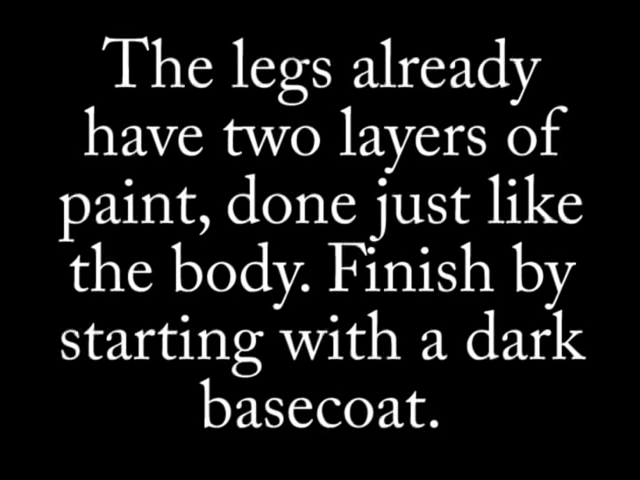 The legs already
have two layers of
paint, done just like
the body. Finish by
starting with a dark
basecoat.